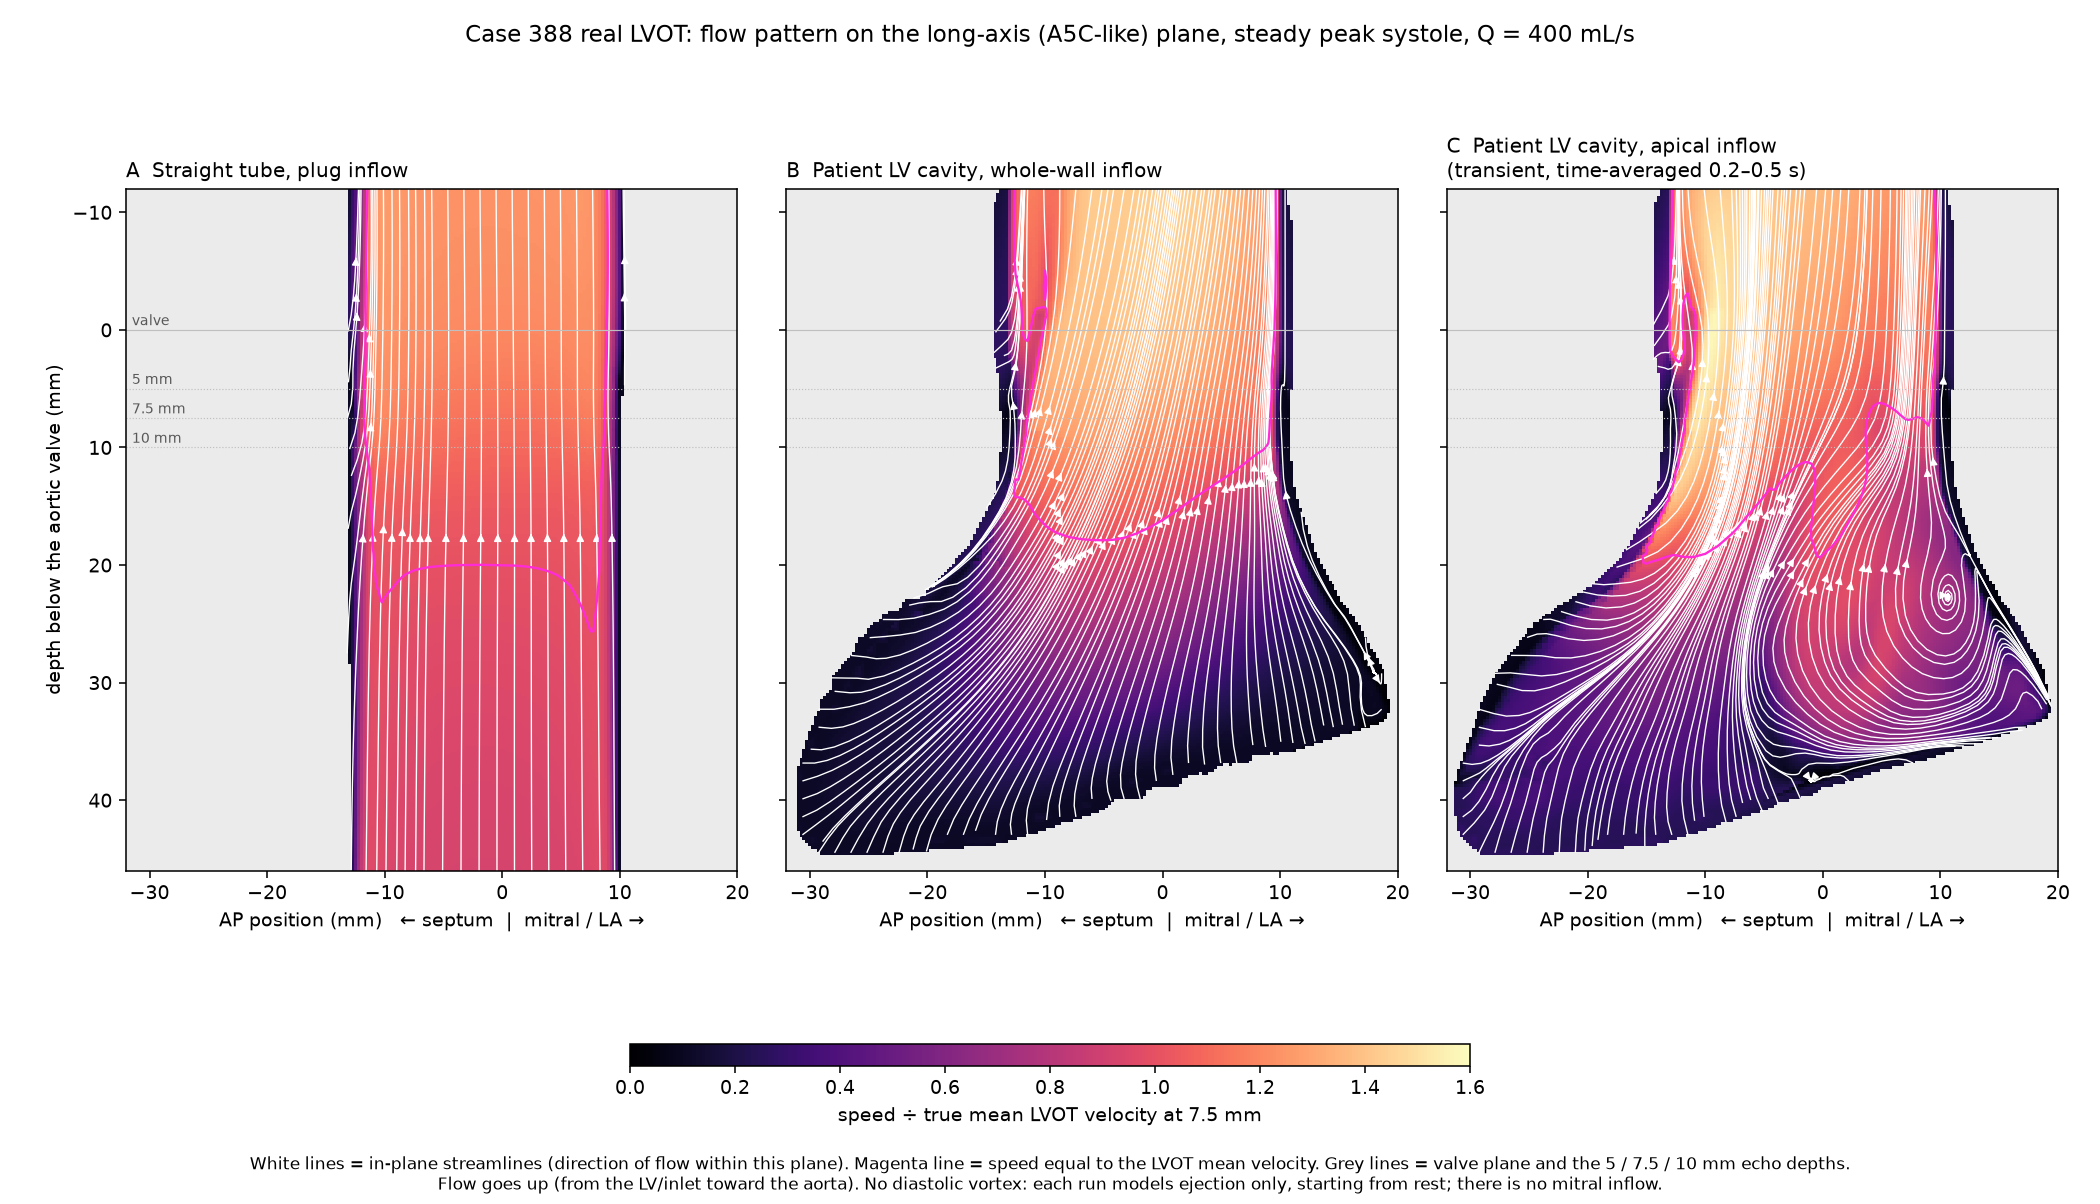 Case 388 real LVOT: flow pattern on the long-axis (A5C-like) plane, steady peak systole, Q = 400 mL/s
A  Straight tube, plug inflow
B  Patient LV cavity, whole-wall inflow
C  Patient LV cavity, apical inflow
(transient, time-averaged 0.2–0.5 s)
depth below the aortic valve (mm)
−10
0
10
20
30
40
valve
5 mm
7.5 mm
10 mm
−30 −20 −10 0 10 20
−30 −20 −10 0 10 20
−30 −20 −10 0 10 20
AP position (mm)   ← septum  |  mitral / LA →
AP position (mm)   ← septum  |  mitral / LA →
AP position (mm)   ← septum  |  mitral / LA →
0.0 0.2 0.4 0.6 0.8 1.0 1.2 1.4 1.6
speed ÷ true mean LVOT velocity at 7.5 mm
White lines = in-plane streamlines (direction of flow within this plane). Magenta line = speed equal to the LVOT mean velocity. Grey lines = valve plane and the 5 / 7.5 / 10 mm echo depths.
Flow goes up (from the LV/inlet toward the aorta). No diastolic vortex: each run models ejection only, starting from rest; there is no mitral inflow.